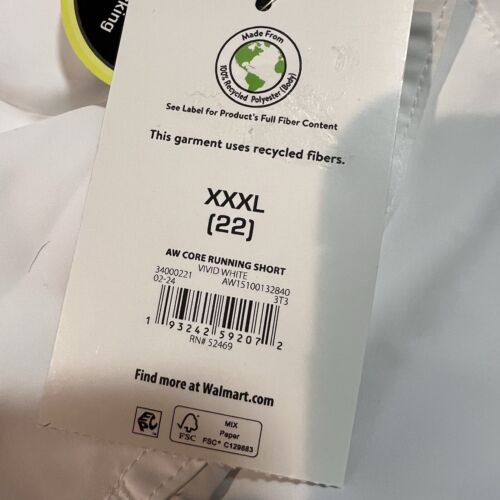 king
Made From
100% Recycled Polyester (Body)
See Label for Product's Full Fiber Content
This garment uses recycled fibers.
XXXL
(22)
AW CORE RUNNING SHORT
VIVID WHITE
34000221 AW15100132840
02-24 3T3
1 93242 59207 2
RN# 52469
Find more at Walmart.com
EPC
FSC
MIX
Paper
FSC® C129883